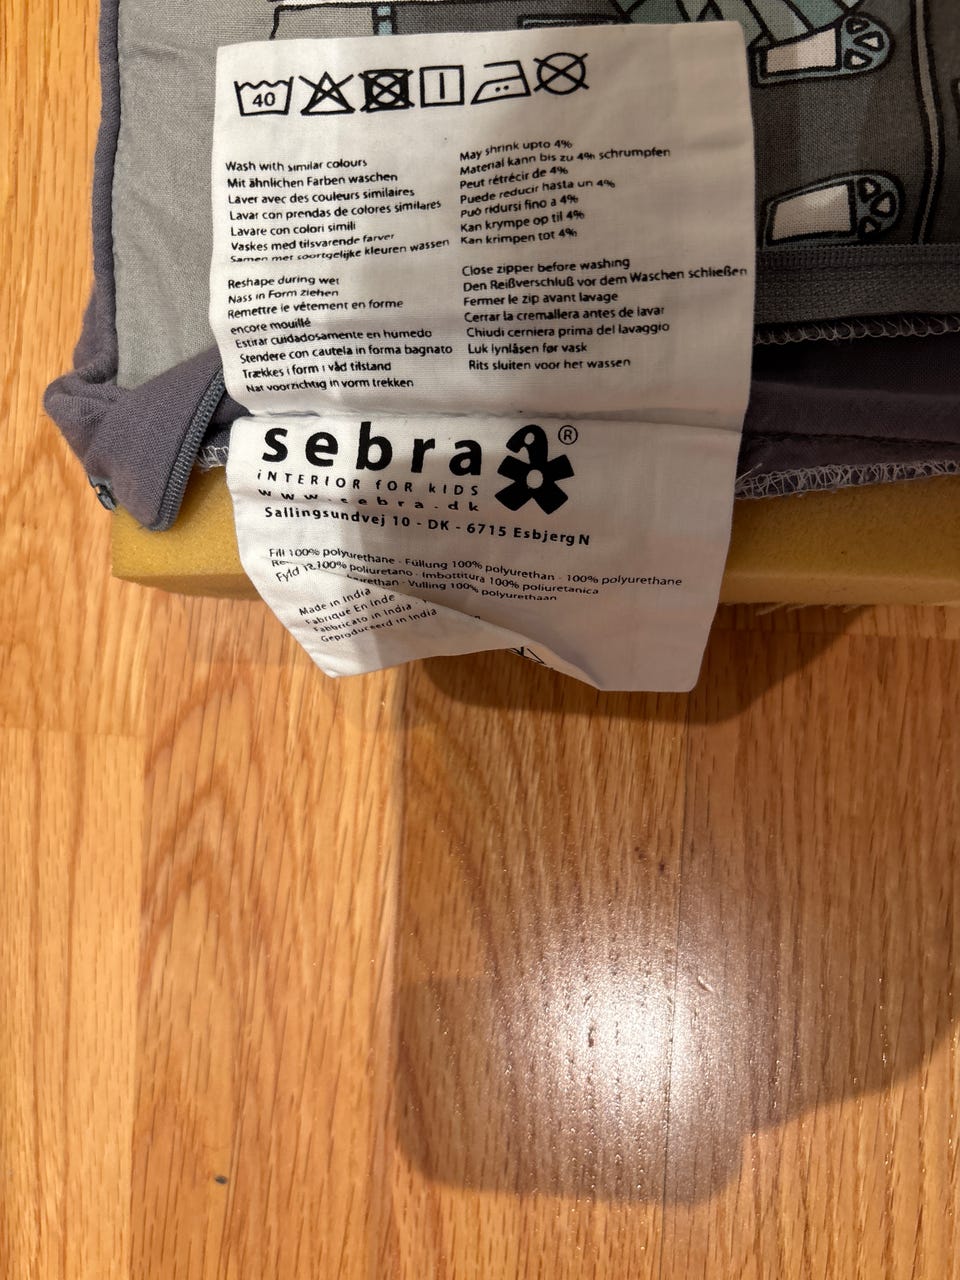 40
Wash with similar colours
Mit ähnlichen Farben waschen
Laver avec des couleurs similaires
Lavar con prendas de colores similares
Lavare con colori simili
Vaskes med tilsvarende farver
Samen met soortgelijke kleuren wassen
May shrink upto 4%
Material kann bis zu 4% schrumpfen
Peut rétrécir de 4%
Puede reducir hasta un 4%
Può ridursi fino a 4%
Kan krympe op til 4%
Kan krimpen tot 4%
Reshape during wet
Nass in Form ziehen
Remettre le vêtement en forme
encore mouillé
Estirar cuidadosamente en humedo
Stendere con cautela in forma bagnato
Trækkes i form i våd tilstand
Nat voorzichtig in vorm trekken
Close zipper before washing
Den Reißverschluß vor dem Waschen schließen
Fermer le zip avant lavage
Cerrar la cremallera antes de lavar
Chiudi cerniera prima del lavaggio
Luk lynlåsen før vask
Rits sluiten voor het wassen
sebra ®
iNTERIOR fOR kIDS
www.sebra.dk
Sallingsundvej 10 - DK - 6715 Esbjerg N
Fill 100% polyurethane · Füllung 100% polyurethan · 100% polyurethane
100% poliuretano · Imbottitura 100% poliuretanica
Fyld Vulling 100% polyurethaan
Made in India
Fabriqué En Inde
Fabbricato in India
Geproduceerd in India